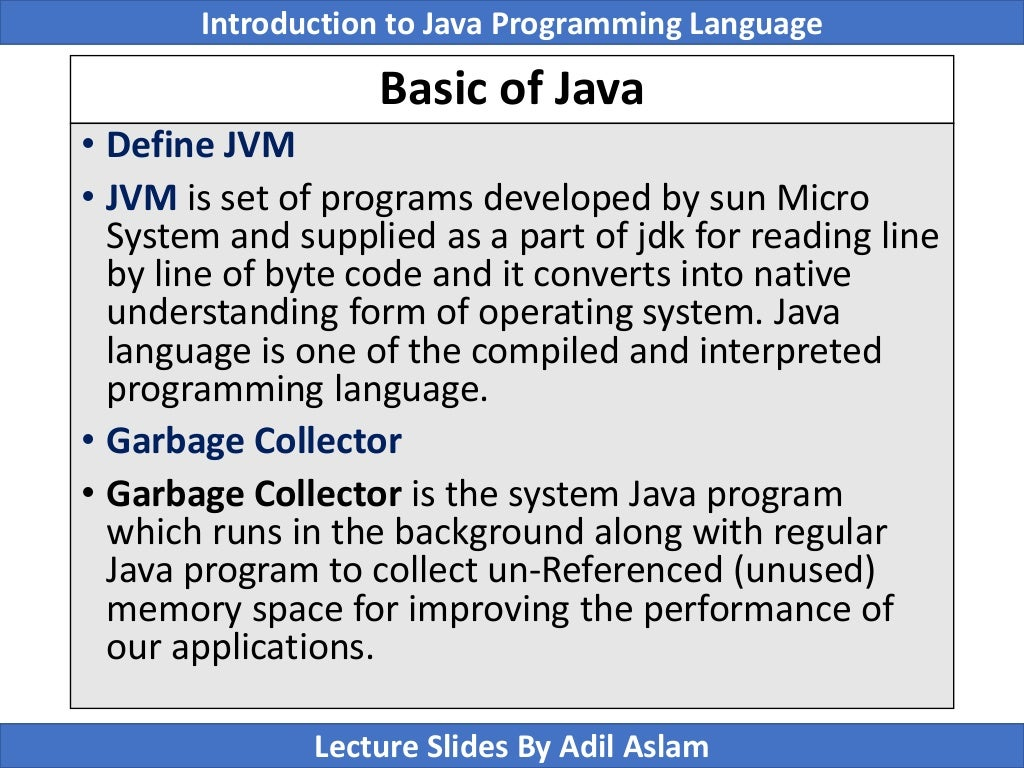 Introduction to Java Programming Language
Basic of Java
• Define JVM
• JVM is set of programs developed by sun Micro
System and supplied as a part of jdk for reading line
by line of byte code and it converts into native
understanding form of operating system. Java
language is one of the compiled and interpreted
programming language.
• Garbage Collector
• Garbage Collector is the system Java program
which runs in the background along with regular
Java program to collect un-Referenced (unused)
memory space for improving the performance of
our applications.
Lecture Slides By Adil Aslam